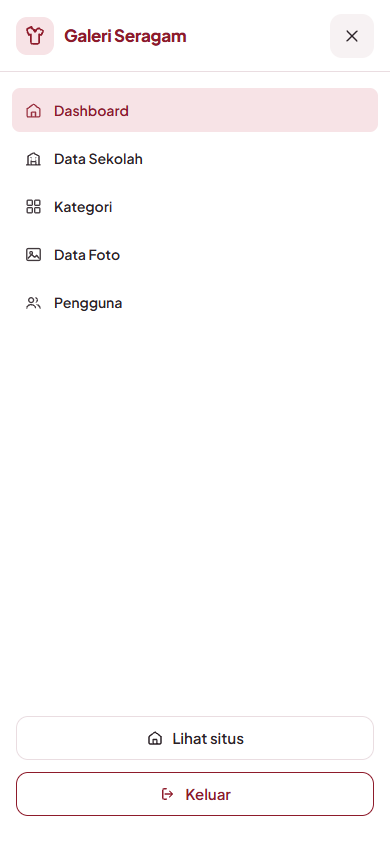 Galeri Seragam
Dashboard
Data Sekolah
Kategori
Data Foto
Pengguna
Lihat situs
Keluar